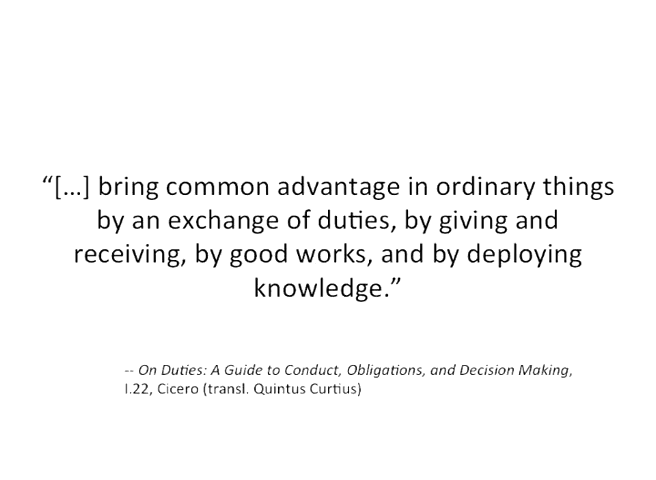 “[...] bring common advantage in ordinary things
by an exchange of duties, by giving and
receiving, by good works, and by deploying
knowledge.”
-- On Duties: A Guide to Conduct, Obligations, and Decision Making,
I.22, Cicero (transl. Quintus Curtius)